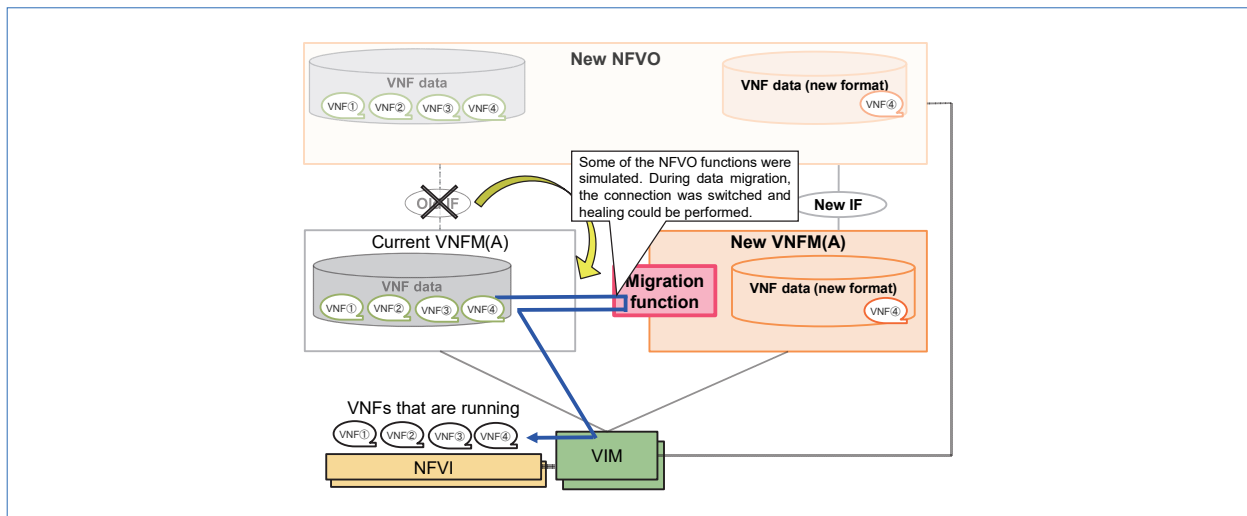 New NFVO
VNF data
VNF①
VNF②
VNF③
VNF④
VNF data (new format)
VNF④
Some of the NFVO functions were
simulated. During data migration,
the connection was switched and
healing could be performed.
Old IF
New IF
Current VNFM(A)
VNF data
VNF①
VNF②
VNF③
VNF④
Migration
function
New VNFM(A)
VNF data (new format)
VNF④
VNFs that are running
VNF①
VNF②
VNF③
VNF④
NFVI
VIM